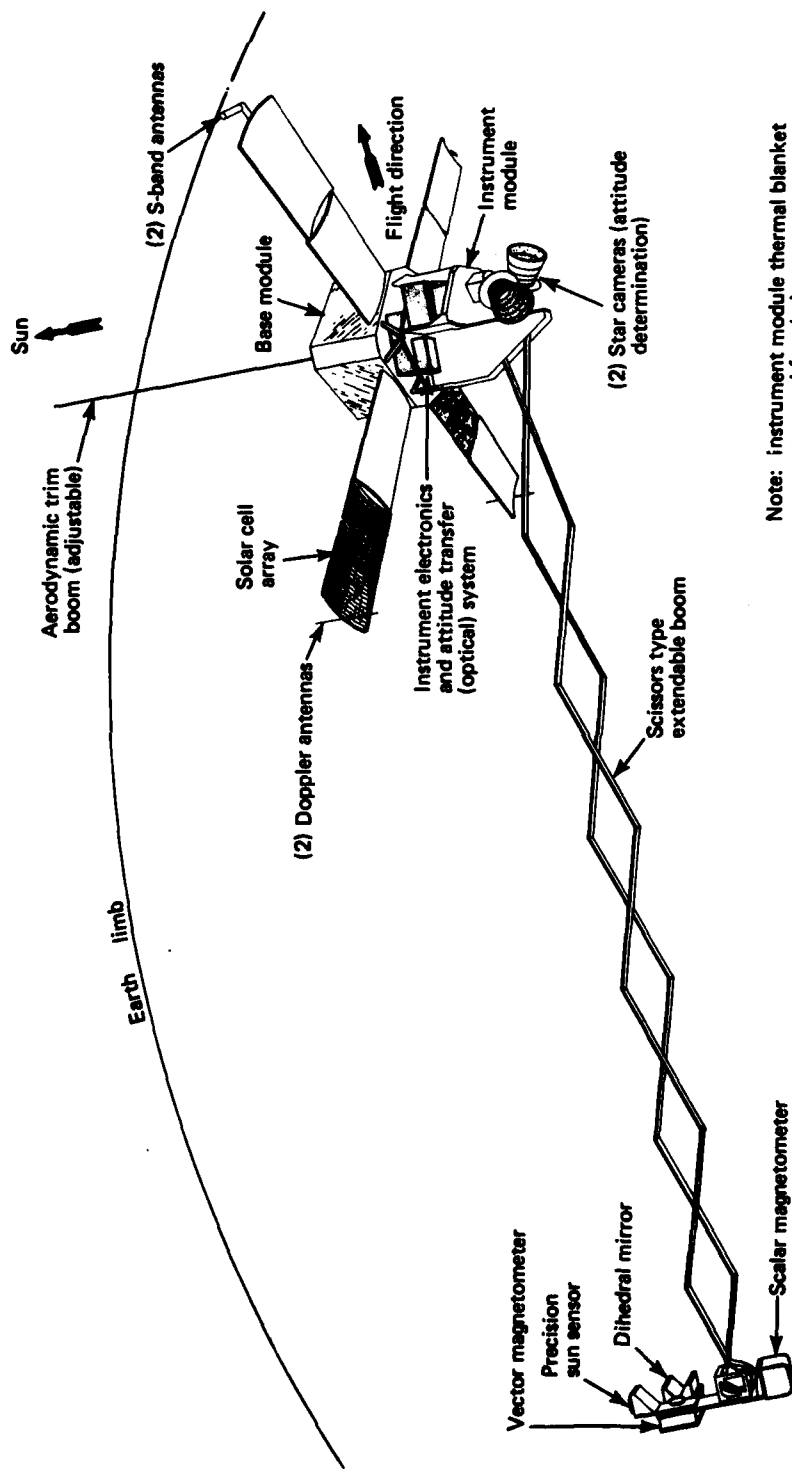 Sun
(2) S-band antennas
Aerodynamic trim
boom (adjustable)
Base module
Flight direction
Earth limb
Solar cell
array
Instrument
module
(2) Doppler antennas
Instrument electronics
and attitude transfer
(optical) system
(2) Star cameras (attitude
determination)
Vector magnetometer
Precision
sun sensor
Dihedral mirror
Scissors type
extendable boom
Scalar magnetometer
Note: instrument module thermal blanket